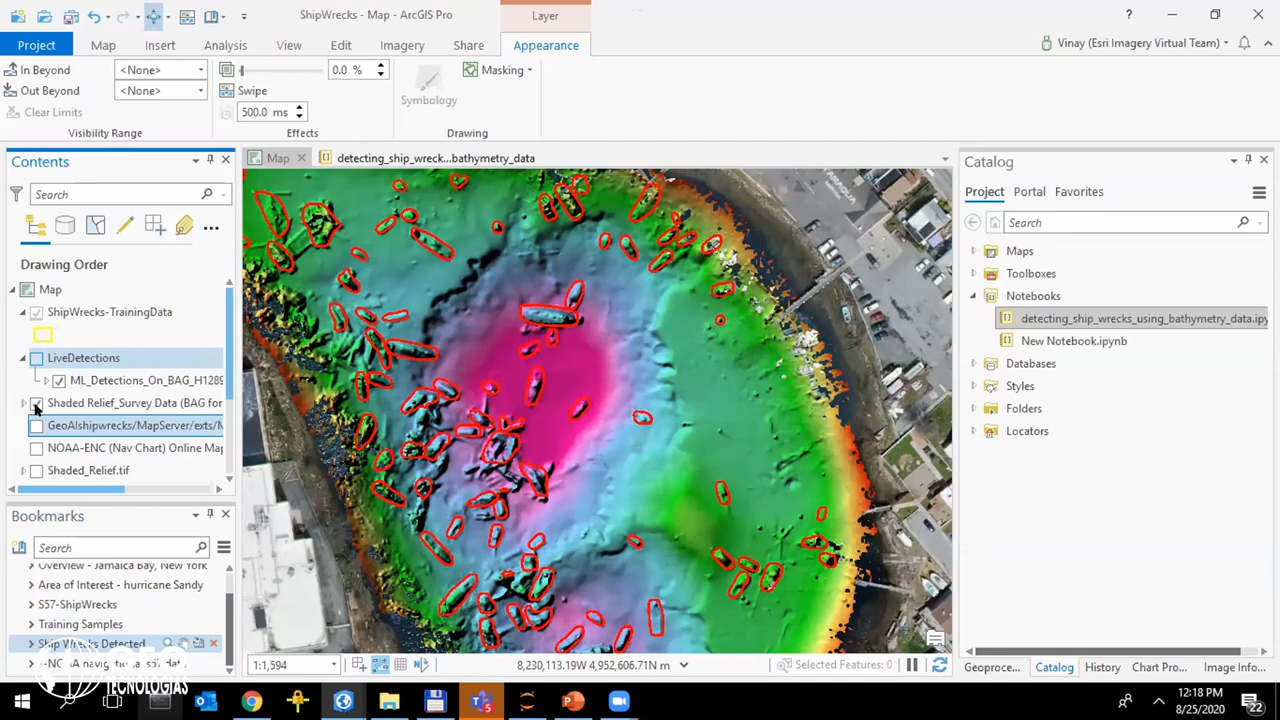 ShipWrecks - Map - ArcGIS Pro
Layer
?
Project
Map
Insert
Analysis
View
Edit
Imagery
Share
Appearance
Vinay (Esri Imagery Virtual Team)
In Beyond
<None>
0.0 %
Masking
Out Beyond
<None>
Swipe
Symbology
Clear Limits
500.0 ms
Visibility Range
Effects
Drawing
Contents
Map
detecting_ship_wreck...bathymetry_data
Catalog
Search
Project
Portal
Favorites
Search
Drawing Order
Map
ShipWrecks-TrainingData
LiveDetections
ML_Detections_On_BAG_H1289
Shaded Relief_Survey Data (BAG for
GeoAIshipwrecks/MapServer/exts/M
NOAA-ENC (Nav Chart) Online Map
Shaded_Relief.tif
Maps
Toolboxes
Notebooks
detecting_ship_wrecks_using_bathymetry_data.ipy
New Notebook.ipynb
Databases
Styles
Folders
Locators
Bookmarks
Search
Overview - Jamaica Bay, New York
Area of Interest - hurricane Sandy
S57-ShipWrecks
Training Samples
Ship Wrecks Detected
TECNOLOGIAS
1:1,594
8,230,113.19W 4,952,606.71N m
Selected Features: 0
Geoproce...
Catalog
History
Chart Pro...
Image Info...
12:18 PM
8/25/2020
22